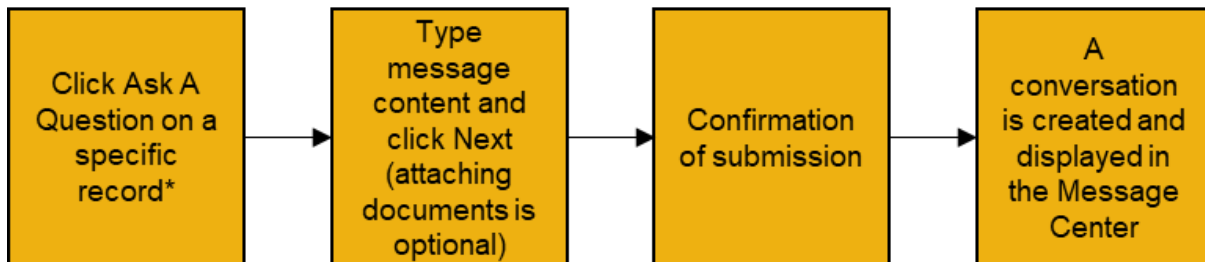 Click Ask A
Question on a
specific
record*
Type
message
content and
click Next
(attaching
documents is
optional)
Confirmation
of submission
A
conversation
is created and
displayed in
the Message
Center